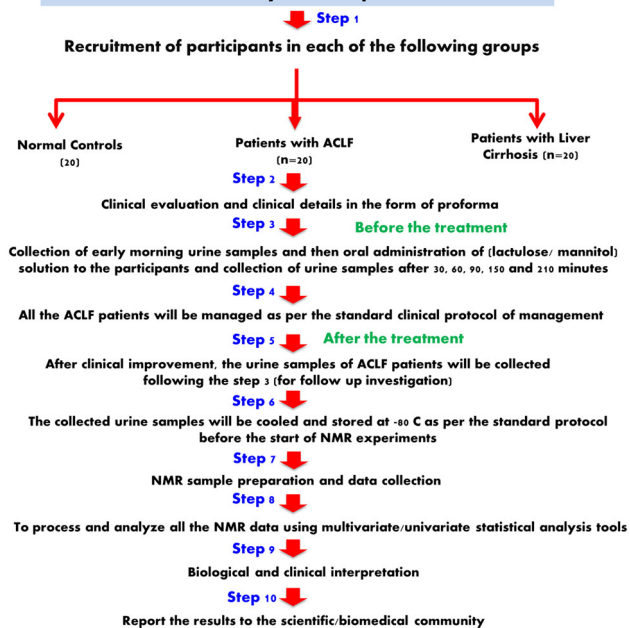 Step 1
Recruitment of participants in each of the following groups
Normal Controls
(20)
Patients with ACLF
(n=20)
Patients with Liver
Cirrhosis (n=20)
Step 2
Clinical evaluation and clinical details in the form of proforma
Step 3
Before the treatment
Collection of early morning urine samples and then oral administration of (lactulose/ mannitol)
solution to the participants and collection of urine samples after 30, 60, 90, 150 and 210 minutes
Step 4
All the ACLF patients will be managed as per the standard clinical protocol of management
Step 5
After the treatment
After clinical improvement, the urine samples of ACLF patients will be collected
following the step 3 (for follow up investigation)
Step 6
The collected urine samples will be cooled and stored at -80 C as per the standard protocol
before the start of NMR experiments
Step 7
NMR sample preparation and data collection
Step 8
To process and analyze all the NMR data using multivariate/univariate statistical analysis tools
Step 9
Biological and clinical interpretation
Step 10
Report the results to the scientific/biomedical community